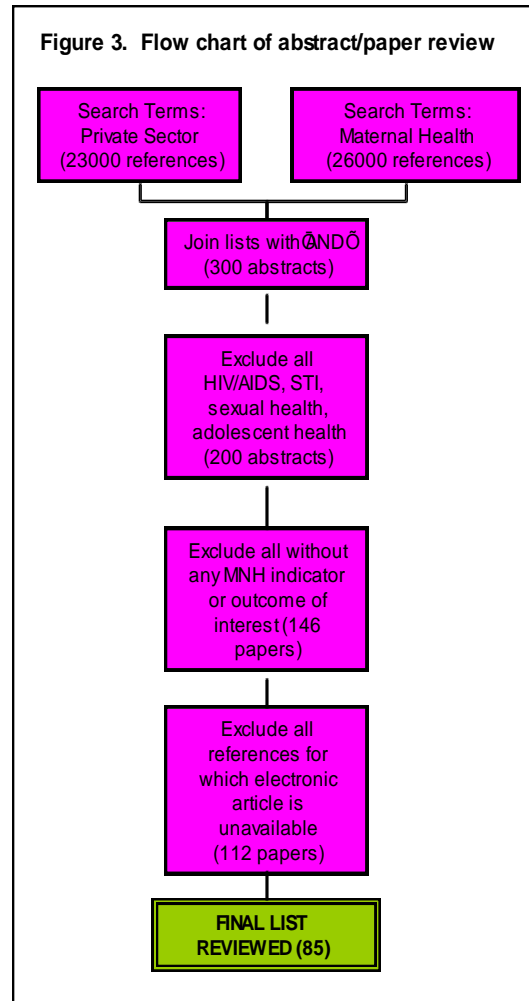 Figure 3. Flow chart of abstract/paper review
Search Terms:
Private Sector
(23000 references)
Search Terms:
Maternal Health
(26000 references)
Join lists with ÕANDÕ
(300 abstracts)
Exclude all
HIV/AIDS, STI,
sexual health,
adolescent health
(200 abstracts)
Exclude all without
any MNH indicator
or outcome of
interest (146
papers)
Exclude all
references for
which electronic
article is
unavailable
(112 papers)
FINAL LIST
REVIEWED (85)